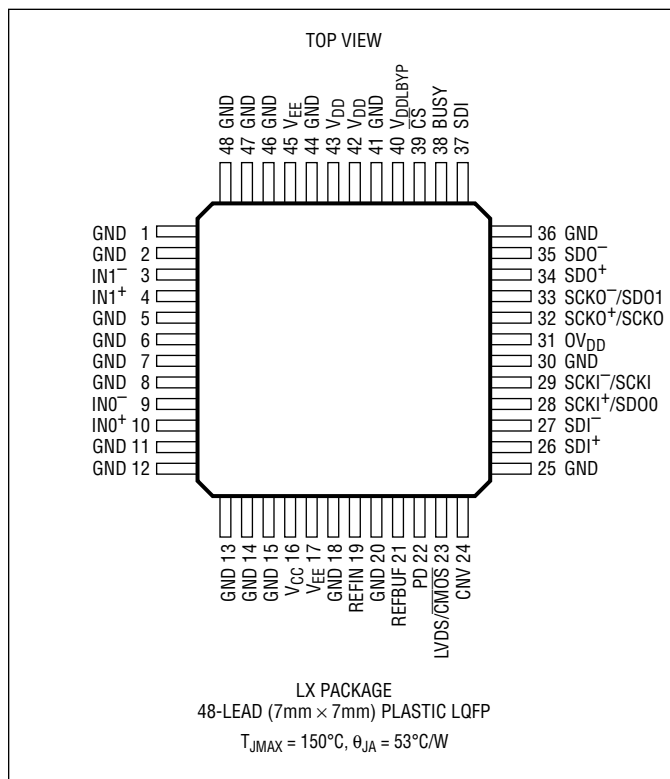 TOP VIEW
48 GND
47 GND
46 GND
45 VEE
44 GND
43 VDD
42 VDD
41 GND
40 VDDLBYP
39 C̅S̅
38 BUSY
37 SDI
GND 1
GND 2
IN1⁻ 3
IN1⁺ 4
GND 5
GND 6
GND 7
GND 8
IN0⁻ 9
IN0⁺ 10
GND 11
GND 12
36 GND
35 SDO⁻
34 SDO⁺
33 SCKO⁻/SDO1
32 SCKO⁺/SCKO
31 OVDD
30 GND
29 SCKI⁻/SCKI
28 SCKI⁺/SDO0
27 SDI⁻
26 SDI⁺
25 GND
GND 13
GND 14
GND 15
VCC 16
VEE 17
GND 18
REFIN 19
GND 20
REFBUF 21
PD 22
LVDS/C̅M̅O̅S̅ 23
CNV 24
LX PACKAGE
48-LEAD (7mm × 7mm) PLASTIC LQFP
TJMAX = 150°C, θJA = 53°C/W